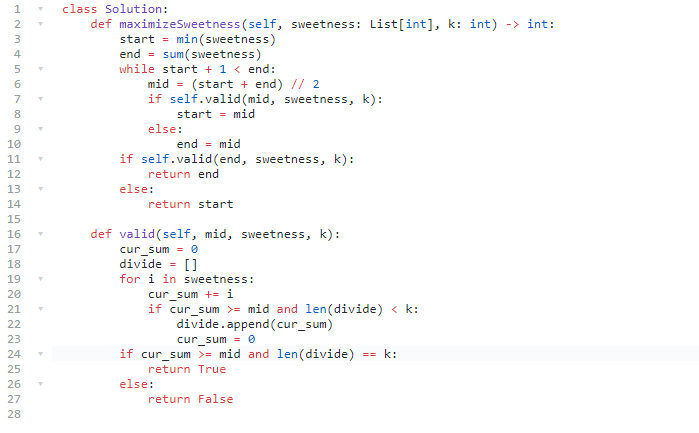 1 class Solution:
2     def maximizeSweetness(self, sweetness: List[int], k: int) -> int:
3         start = min(sweetness)
4         end = sum(sweetness)
5         while start + 1 < end:
6             mid = (start + end) // 2
7             if self.valid(mid, sweetness, k):
8                 start = mid
9             else:
10                 end = mid
11         if self.valid(end, sweetness, k):
12             return end
13         else:
14             return start
15
16     def valid(self, mid, sweetness, k):
17         cur_sum = 0
18         divide = []
19         for i in sweetness:
20             cur_sum += i
21             if cur_sum >= mid and len(divide) < k:
22                 divide.append(cur_sum)
23                 cur_sum = 0
24         if cur_sum >= mid and len(divide) == k:
25             return True
26         else:
27             return False
28